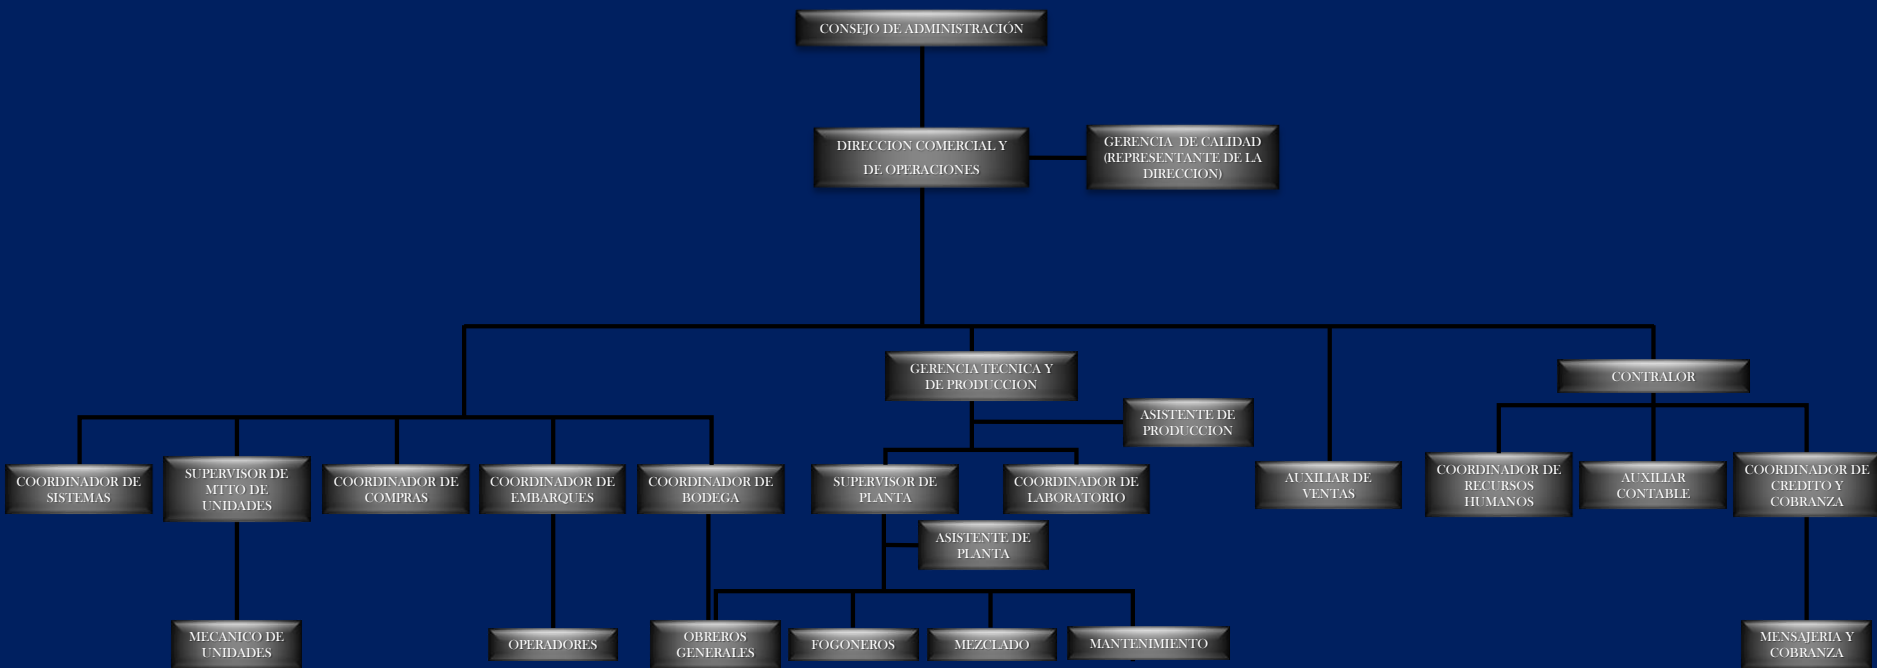 CONSEJO DE ADMINISTRACIÓN
DIRECCION COMERCIAL Y
DE OPERACIONES
GERENCIA DE CALIDAD
(REPRESENTANTE DE LA
DIRECCION)
GERENCIA TECNICA Y
DE PRODUCCION
CONTRALOR
ASISTENTE DE
PRODUCCION
COORDINADOR DE
SISTEMAS
SUPERVISOR DE
MTTO DE
UNIDADES
COORDINADOR DE
COMPRAS
COORDINADOR DE
EMBARQUES
COORDINADOR DE
BODEGA
SUPERVISOR DE
PLANTA
COORDINADOR DE
LABORATORIO
AUXILIAR DE
VENTAS
COORDINADOR DE
RECURSOS
HUMANOS
AUXILIAR
CONTABLE
COORDINADOR DE
CREDITO Y
COBRANZA
ASISTENTE DE
PLANTA
MECANICO DE
UNIDADES
OPERADORES
OBREROS
GENERALES
FOGONEROS
MEZCLADO
MANTENIMIENTO
MENSAJERIA Y
COBRANZA